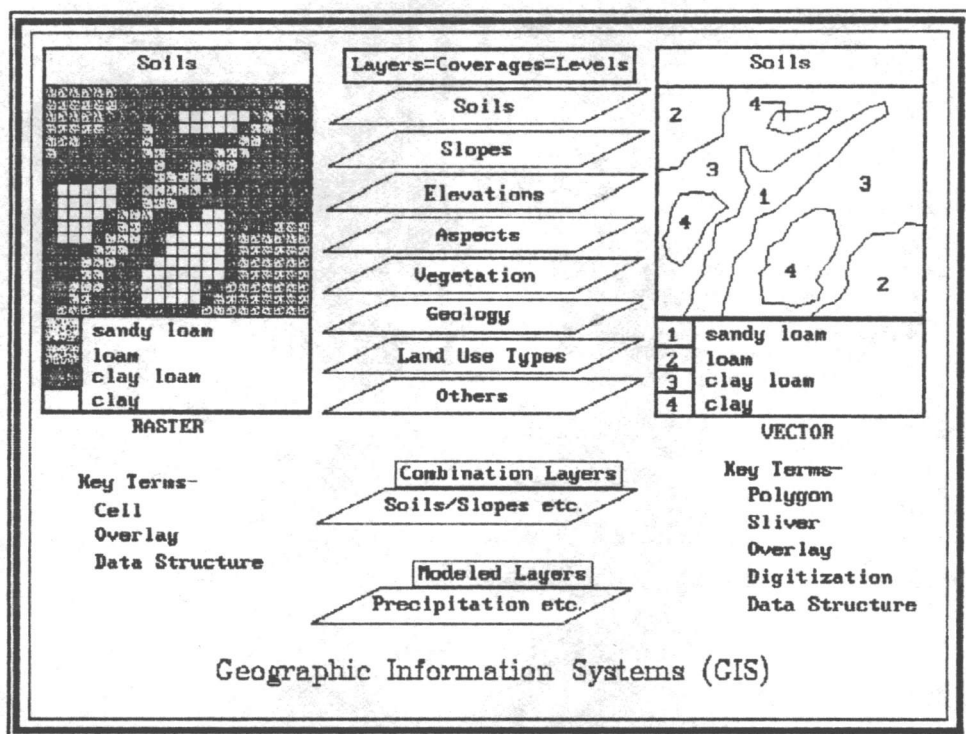 Soils
sandy loam
loam
clay loam
clay
RASTER
Key Terms-
Cell
Overlay
Data Structure
Layers=Coverages=Levels
Soils
Slopes
Elevations
Aspects
Vegetation
Geology
Land Use Types
Others
Combination Layers
Soils/Slopes etc.
Modeled Layers
Precipitation etc.
Soils
2
4
3
1
3
4
4
2
1 sandy loam
2 loam
3 clay loam
4 clay
VECTOR
Key Terms-
Polygon
Sliver
Overlay
Digitization
Data Structure
Geographic Information Systems (GIS)